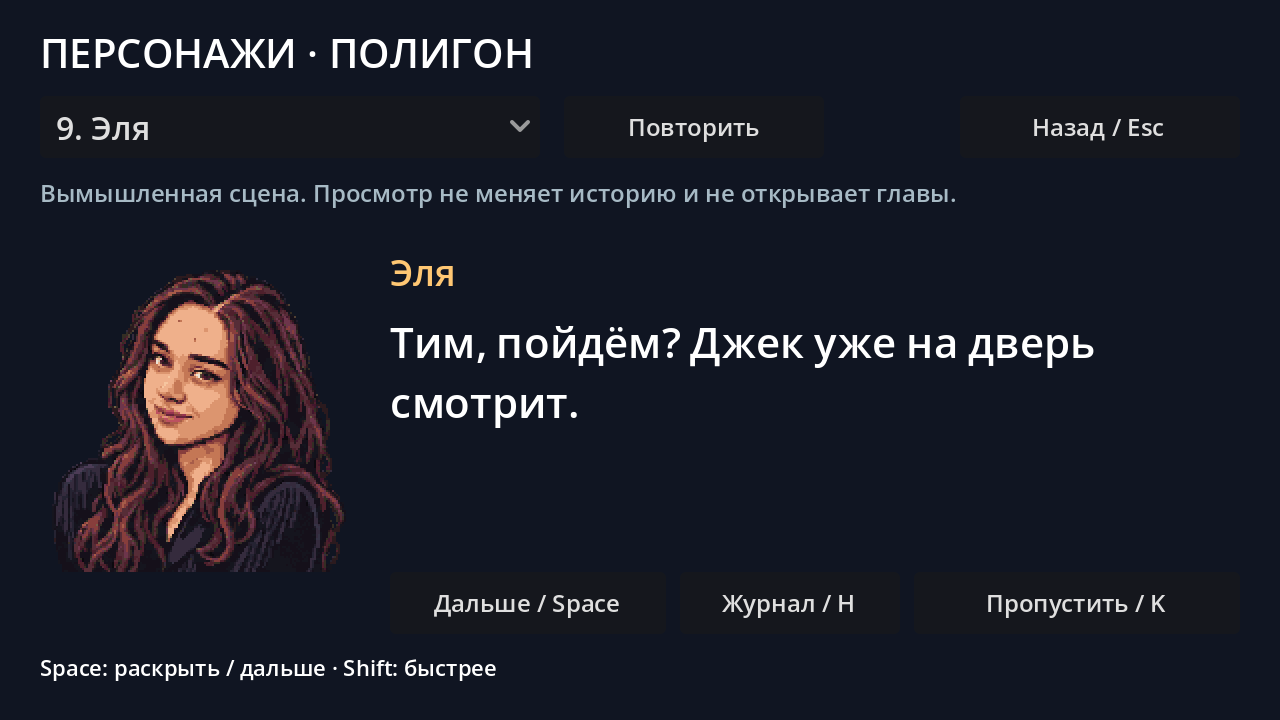 ПЕРСОНАЖИ · ПОЛИГОН
9. Эля
Повторить
Назад / Esc
Вымышленная сцена. Просмотр не меняет историю и не открывает главы.
Эля
Тим, пойдём? Джек уже на дверь
смотрит.
Дальше / Space
Журнал / H
Пропустить / K
Space: раскрыть / дальше · Shift: быстрее